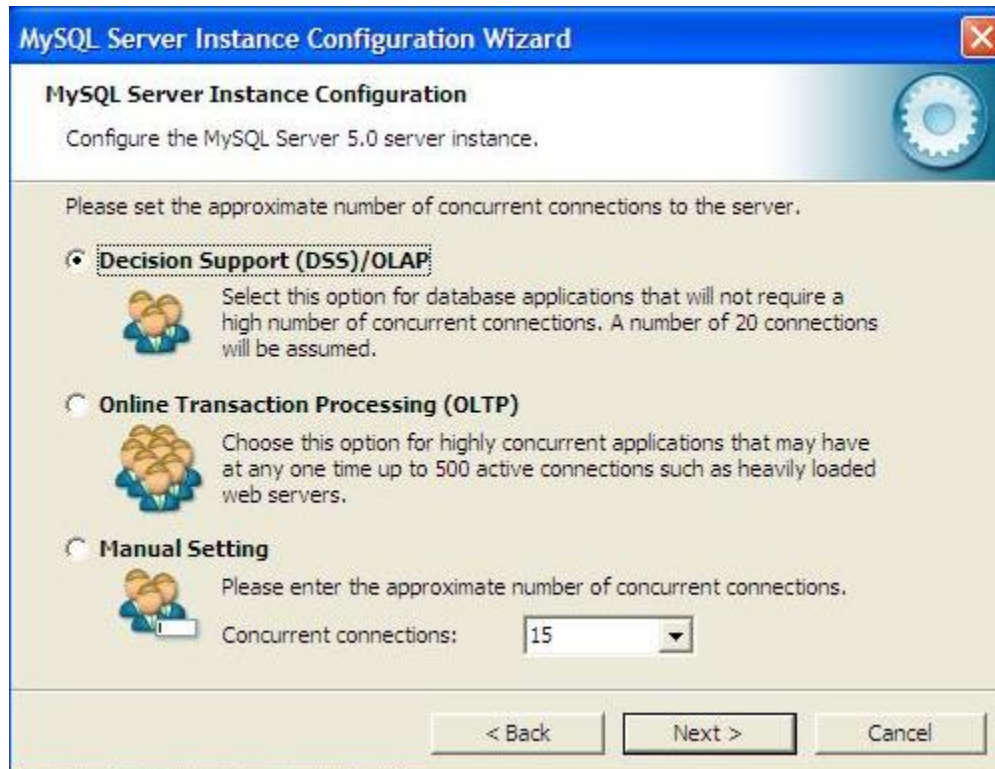 MySQL Server Instance Configuration Wizard
MySQL Server Instance Configuration
Configure the MySQL Server 5.0 server instance.
Please set the approximate number of concurrent connections to the server.
Decision Support (DSS)/OLAP
Select this option for database applications that will not require a
high number of concurrent connections. A number of 20 connections
will be assumed.
Online Transaction Processing (OLTP)
Choose this option for highly concurrent applications that may have
at any one time up to 500 active connections such as heavily loaded
web servers.
Manual Setting
Please enter the approximate number of concurrent connections.
Concurrent connections: 15
< Back Next > Cancel